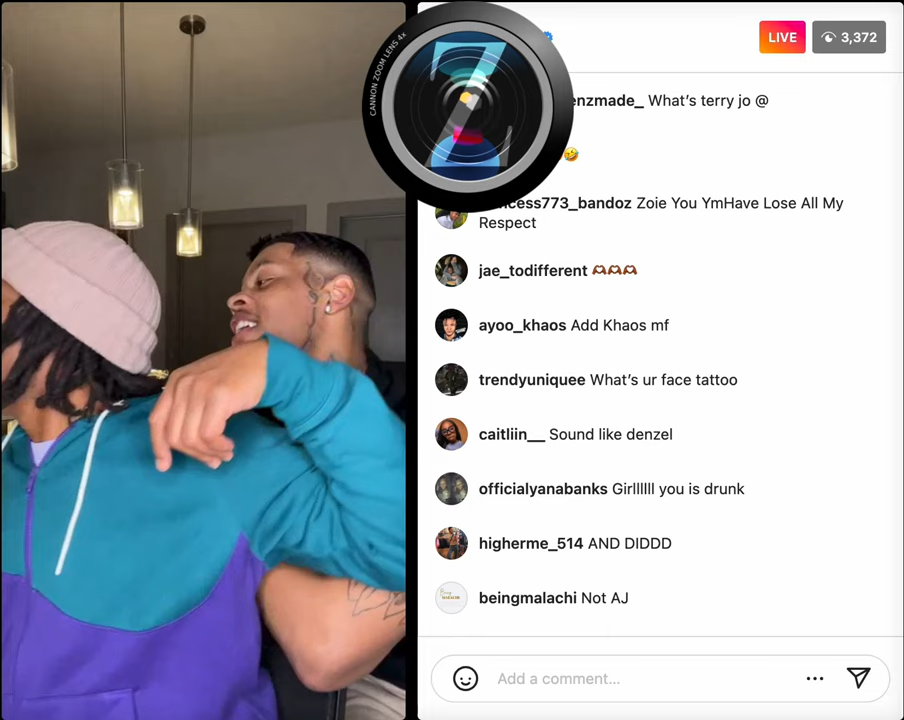 CANNON ZOOM LENS 4x
LIVE
3,372
enzmade_ What’s terry jo @
cess773_bandoz Zoie You YmHave Lose All My
Respect
jae_todifferent
ayoo_khaos Add Khaos mf
trendyuniquee What’s ur face tattoo
caitliin__ Sound like denzel
officialyanabanks Girllllll you is drunk
higherme_514 AND DIDDD
beingmalachi Not AJ
Add a comment...